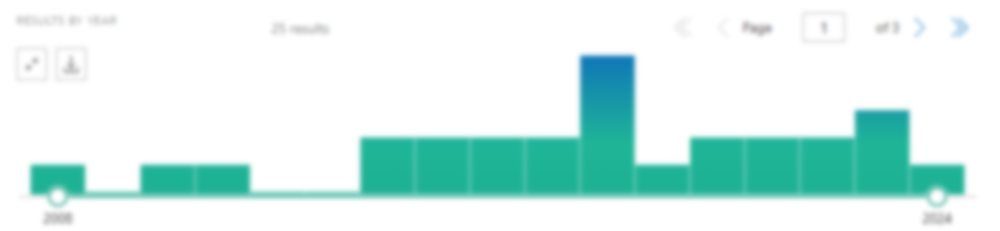 RESULTS BY YEAR
25 results
Page 1 of 3
2008
2024